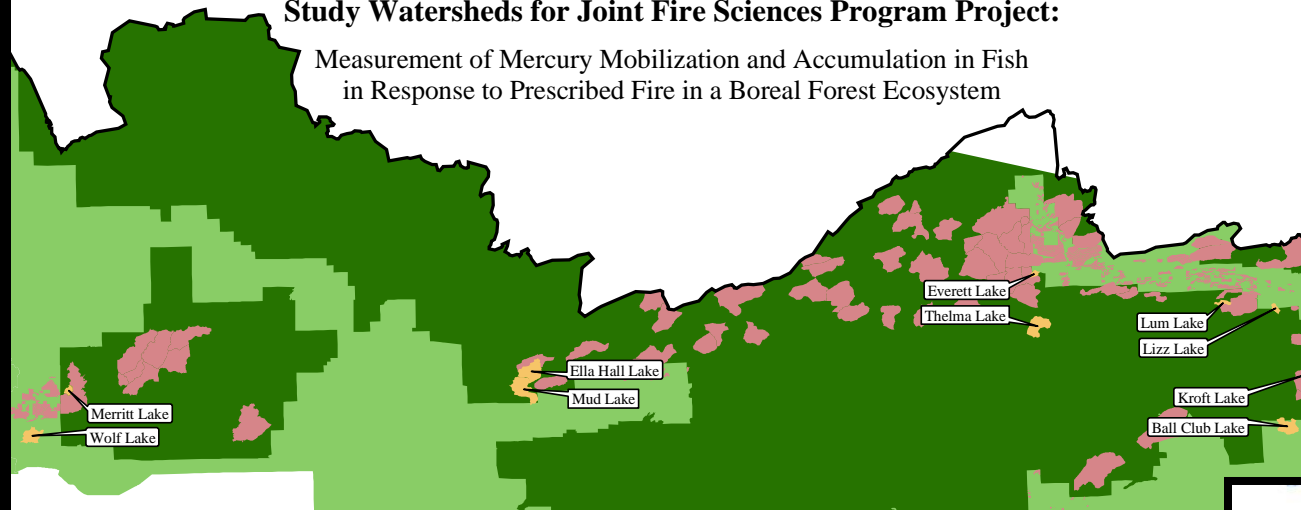 Study Watersheds for Joint Fire Sciences Program Project:
Measurement of Mercury Mobilization and Accumulation in Fish
in Response to Prescribed Fire in a Boreal Forest Ecosystem
Everett Lake
Thelma Lake
Lum Lake
Lizz Lake
Ella Hall Lake
Mud Lake
Kroft Lake
Merritt Lake
Ball Club Lake
Wolf Lake